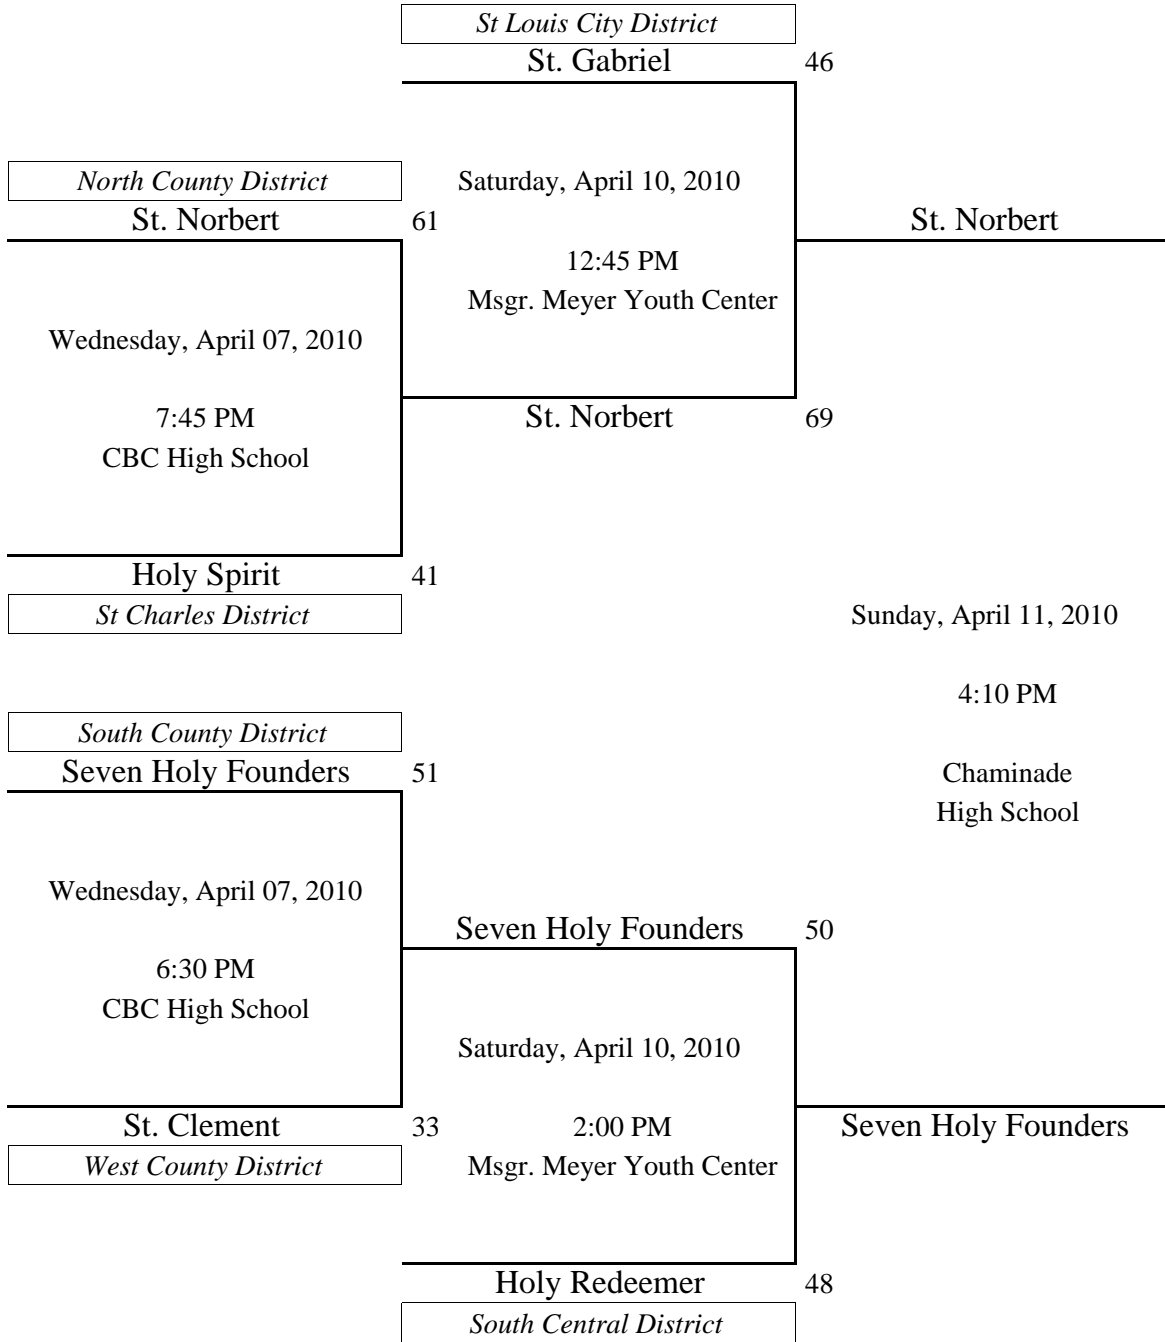 St Louis City District
St. Gabriel 46
North County District
Saturday, April 10, 2010
St. Norbert 61
St. Norbert
12:45 PM
Msgr. Meyer Youth Center
Wednesday, April 07, 2010
7:45 PM
St. Norbert 69
CBC High School
Holy Spirit 41
St Charles District
Sunday, April 11, 2010
4:10 PM
South County District
Seven Holy Founders 51
Chaminade
High School
Wednesday, April 07, 2010
Seven Holy Founders 50
6:30 PM
CBC High School
Saturday, April 10, 2010
St. Clement 33
2:00 PM
Seven Holy Founders
West County District
Msgr. Meyer Youth Center
Holy Redeemer 48
South Central District